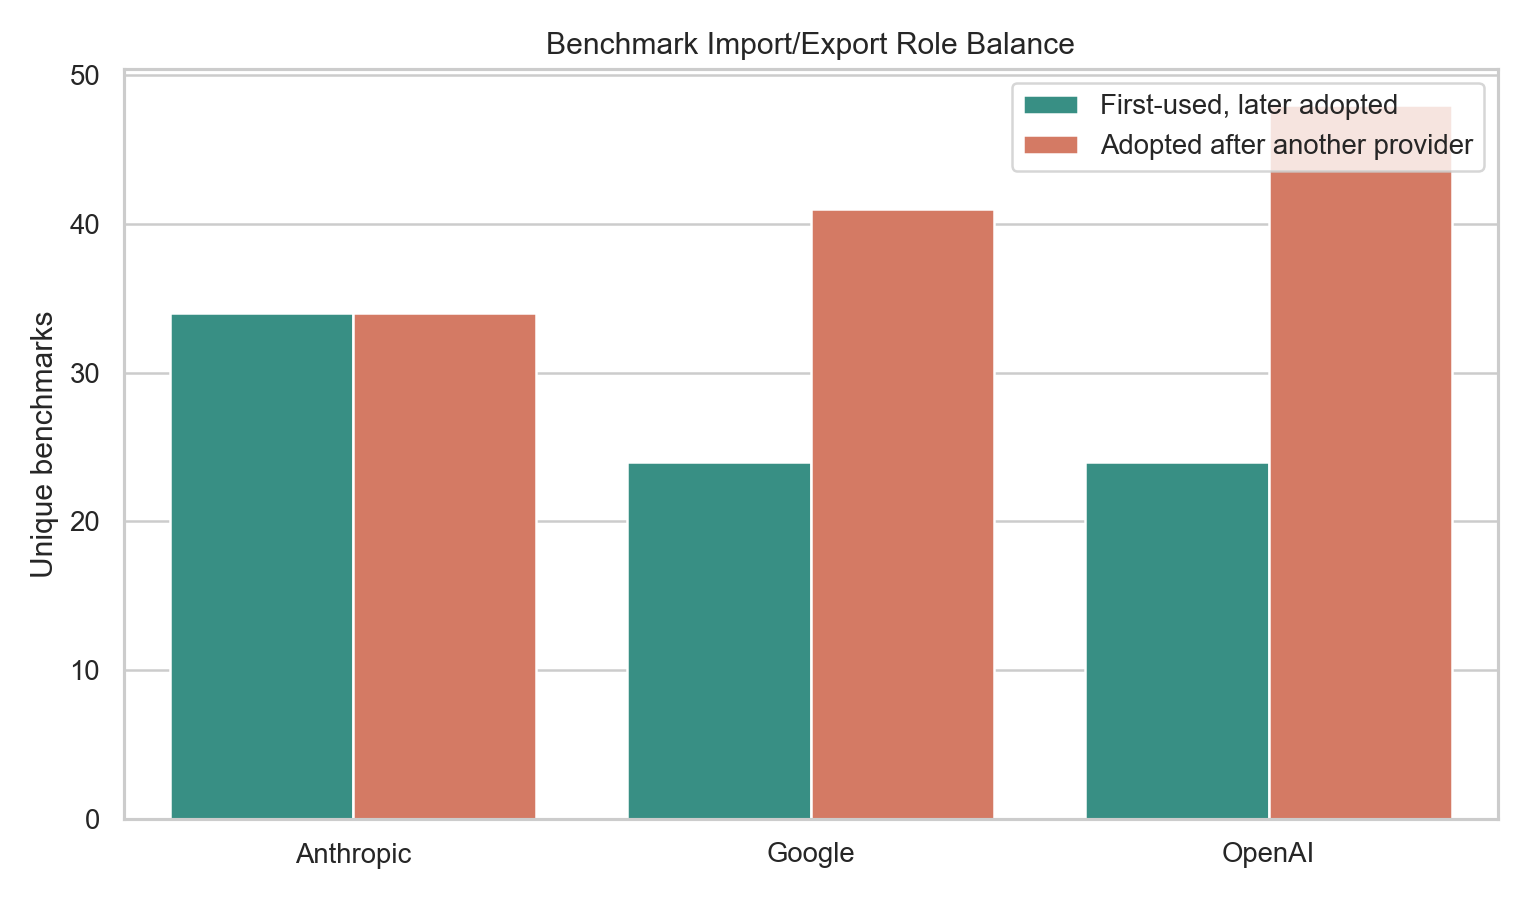 Benchmark Import/Export Role Balance
First-used, later adopted
Adopted after another provider
Unique benchmarks
50
40
30
20
10
0
Anthropic
Google
OpenAI